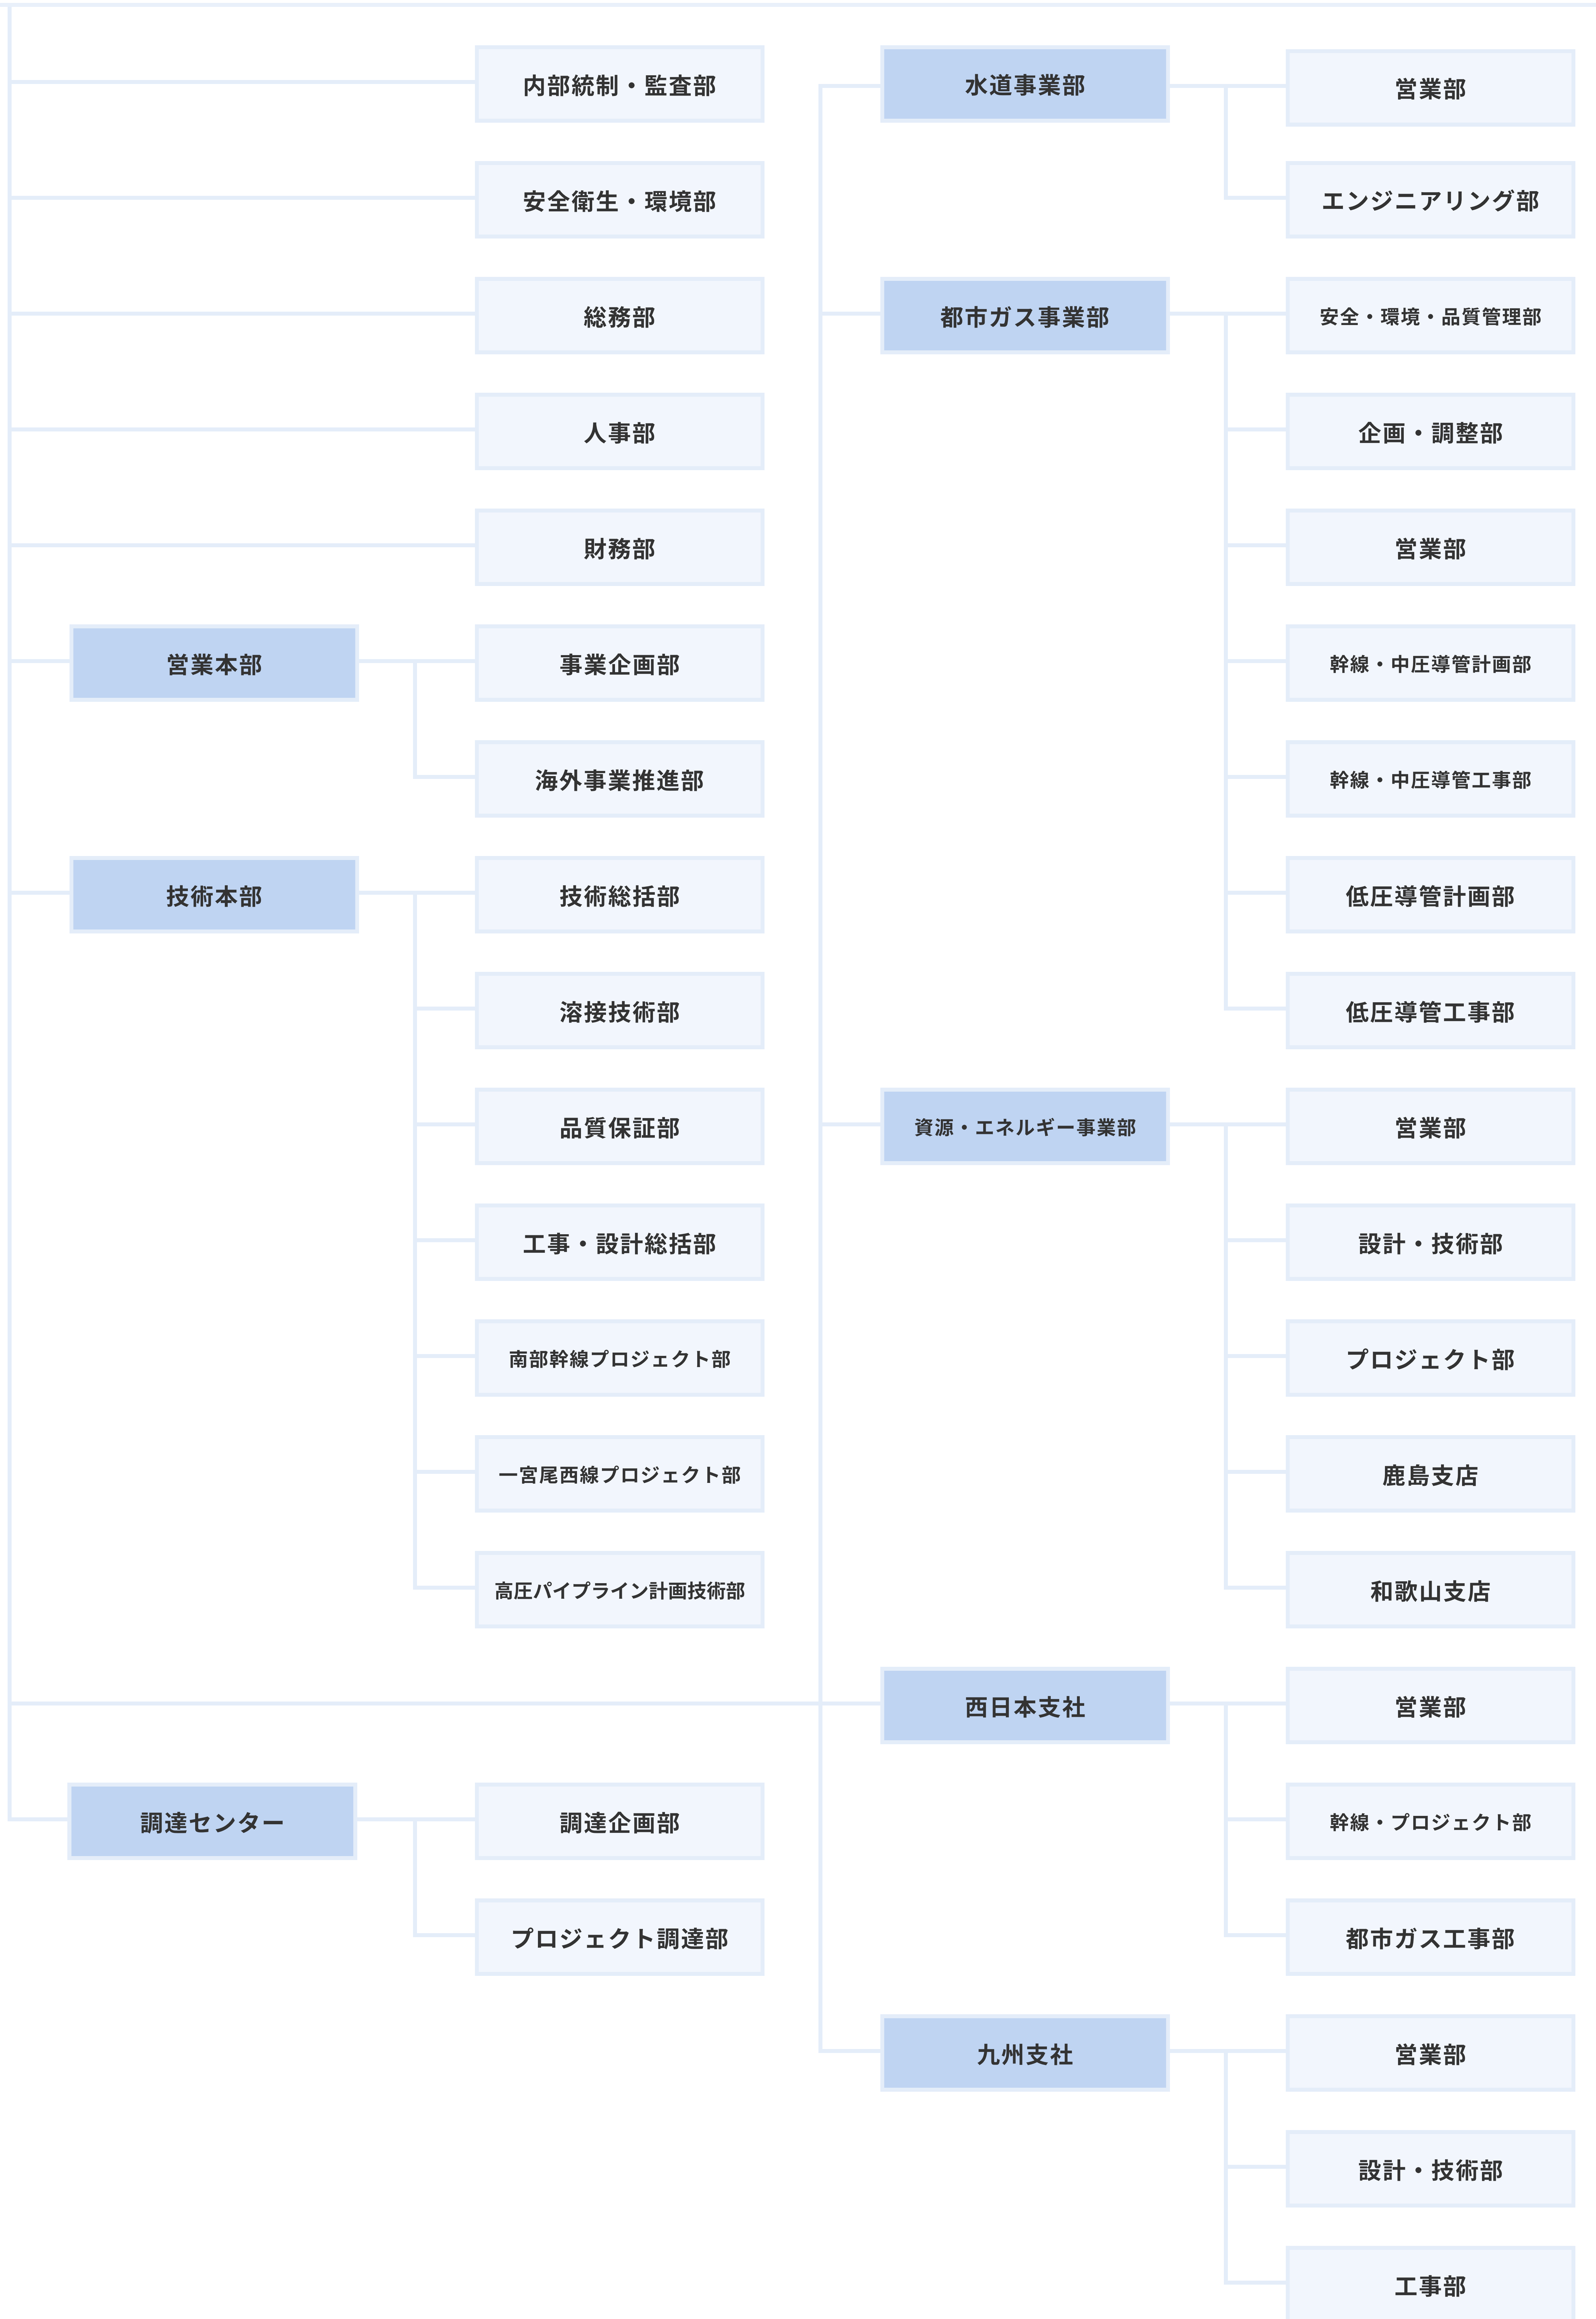 内部統制・監査部
安全衛生・環境部
総務部
人事部
財務部
営業本部
事業企画部
海外事業推進部
技術本部
技術総括部
溶接技術部
品質保証部
工事・設計総括部
南部幹線プロジェクト部
一宮尾西線プロジェクト部
高圧パイプライン計画技術部
調達センター
調達企画部
プロジェクト調達部
水道事業部
営業部
エンジニアリング部
都市ガス事業部
安全・環境・品質管理部
企画・調整部
営業部
幹線・中圧導管計画部
幹線・中圧導管工事部
低圧導管計画部
低圧導管工事部
資源・エネルギー事業部
営業部
設計・技術部
プロジェクト部
鹿島支店
和歌山支店
西日本支社
営業部
幹線・プロジェクト部
都市ガス工事部
九州支社
営業部
設計・技術部
工事部